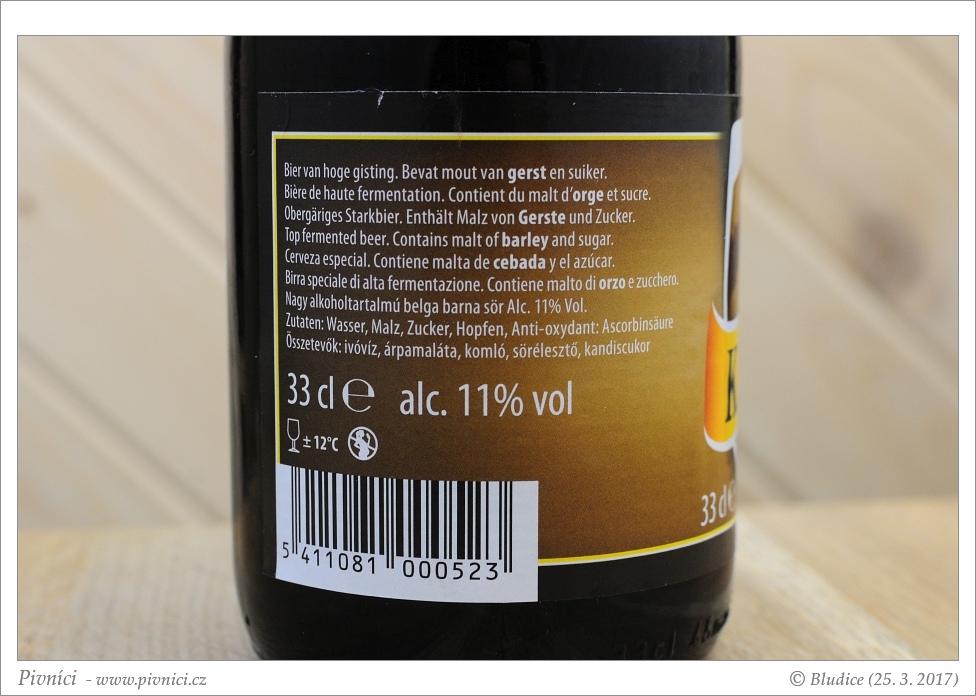 Bier van hoge gisting. Bevat mout van gerst en suiker.
Bière de haute fermentation. Contient du malt d'orge et sucre.
Obergäriges Starkbier. Enthält Malz von Gerste und Zucker.
Top fermented beer. Contains malt of barley and sugar.
Cerveza especial. Contiene malta de cebada y el azúcar.
Birra speciale di alta fermentazione. Contiene malto di orzo e zucchero.
Nagy alkoholtartalmú belga barna sör Alc. 11% Vol.
Zutaten: Wasser, Malz, Zucker, Hopfen, Anti-oxydant: Ascorbinsäure
Összetevők: ivóvíz, árpamaláta, komló, sörélesztő, kandiscukor
33 cl e alc. 11% vol
± 12°C
33 cl e
5 411081 000523
Pivníci - www.pivnici.cz
© Bludice (25. 3. 2017)